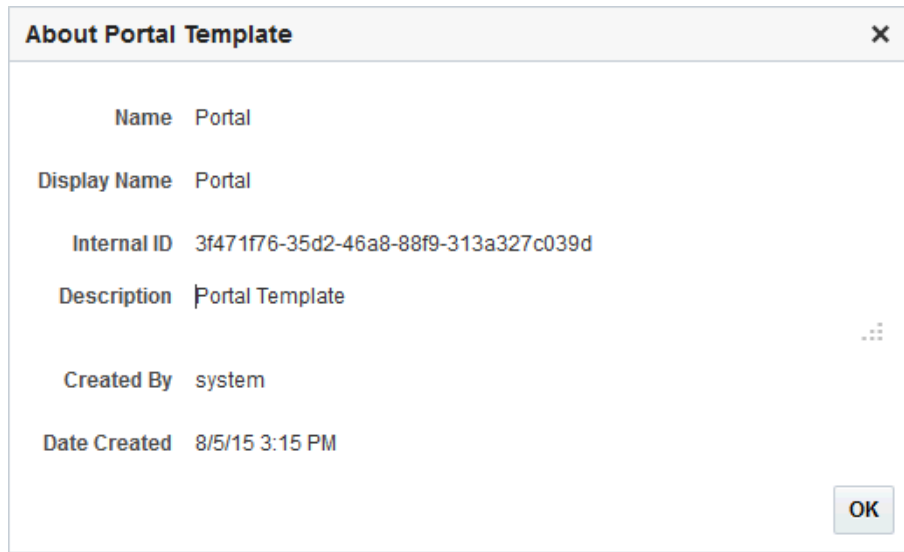 About Portal Template
Name Portal
Display Name Portal
Internal ID 3f471f76-35d2-46a8-88f9-313a327c039d
Description Portal Template
Created By system
Date Created 8/5/15 3:15 PM
OK